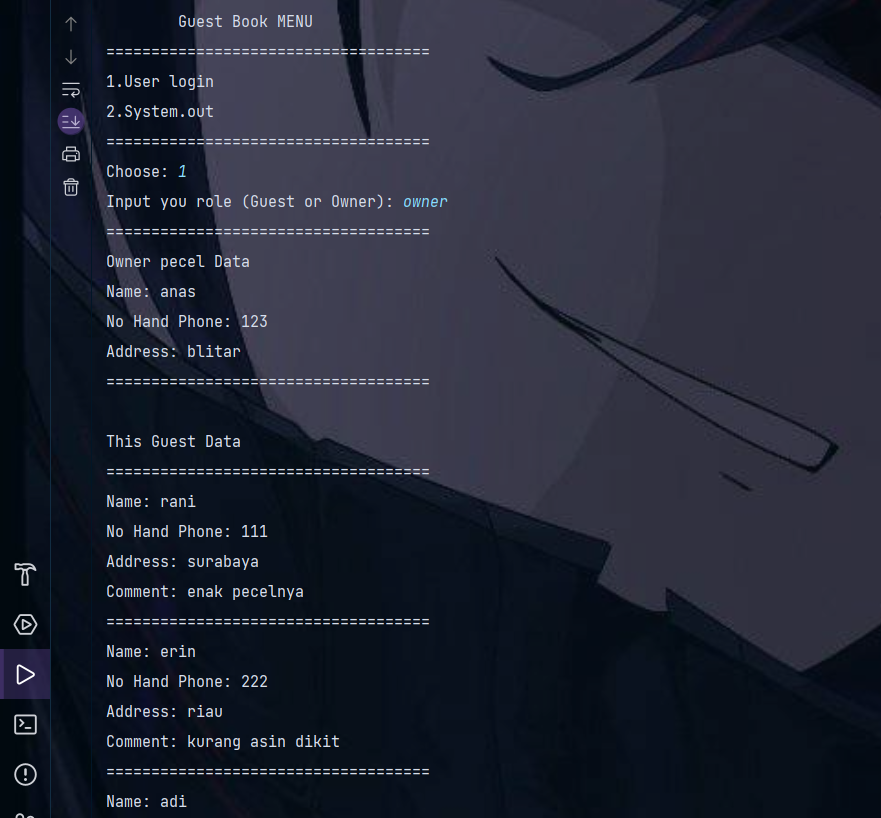 Guest Book MENU
====================================
1.User login
2.System.out
====================================
Choose: 1
Input you role (Guest or Owner): owner
====================================
Owner pecel Data
Name: anas
No Hand Phone: 123
Address: blitar
====================================
This Guest Data
====================================
Name: rani
No Hand Phone: 111
Address: surabaya
Comment: enak pecelnya
====================================
Name: erin
No Hand Phone: 222
Address: riau
Comment: kurang asin dikit
====================================
Name: adi